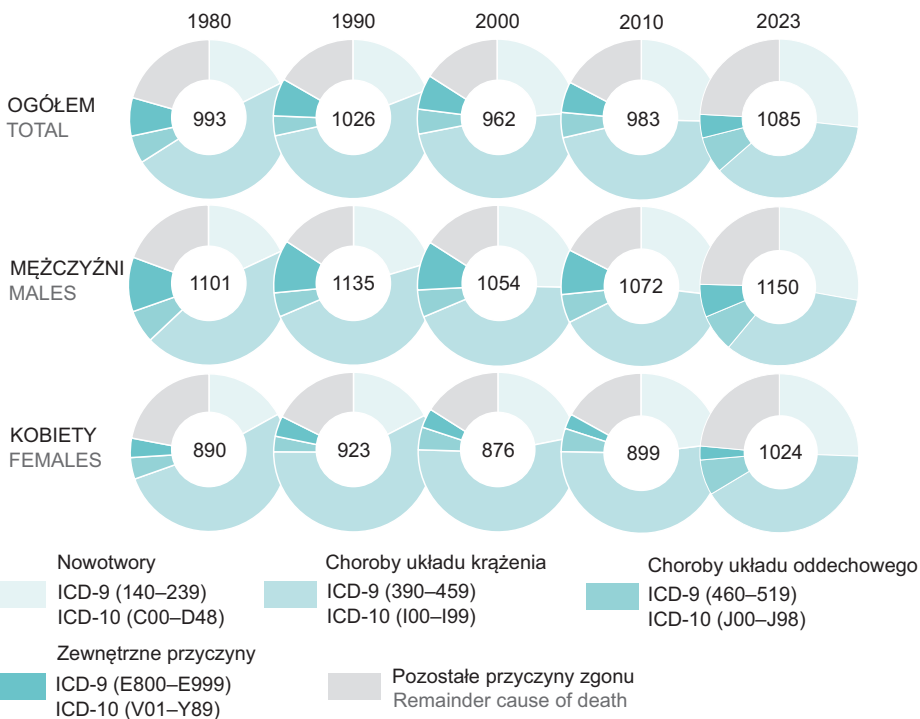 1980 1990 2000 2010 2023
OGÓŁEM
TOTAL
993 1026 962 983 1085
MĘŻCZYŹNI
MALES
1101 1135 1054 1072 1150
KOBIETY
FEMALES
890 923 876 899 1024
Nowotwory
ICD-9 (140–239)
ICD-10 (C00–D48)
Choroby układu krążenia
ICD-9 (390–459)
ICD-10 (I00–I99)
Choroby układu oddechowego
ICD-9 (460–519)
ICD-10 (J00–J98)
Zewnętrzne przyczyny
ICD-9 (E800–E999)
ICD-10 (V01–Y89)
Pozostałe przyczyny zgonu
Remainder cause of death